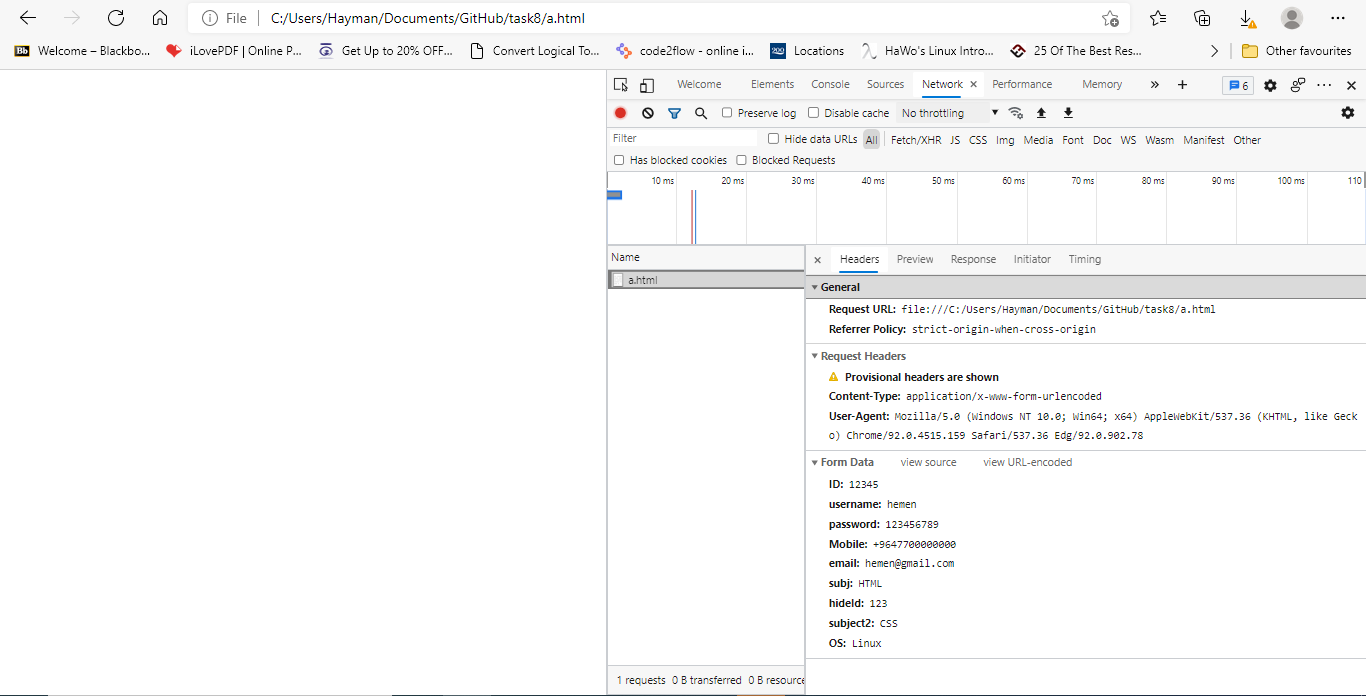 File C:/Users/Hayman/Documents/GitHub/task8/a.html
Bb Welcome – Blackbo... iLovePDF | Online P... Get Up to 20% OFF... Convert Logical To... code2flow - online i... Locations HaWo's Linux Intro... 25 Of The Best Res... Other favourites
Welcome Elements Console Sources Network Performance Memory 6
Preserve log Disable cache No throttling
Filter Hide data URLs All Fetch/XHR JS CSS Img Media Font Doc WS Wasm Manifest Other
Has blocked cookies Blocked Requests
10 ms 20 ms 30 ms 40 ms 50 ms 60 ms 70 ms 80 ms 90 ms 100 ms 110
Name
a.html
1 requests 0 B transferred 0 B resource
Headers Preview Response Initiator Timing
General
Request URL: file:///C:/Users/Hayman/Documents/GitHub/task8/a.html
Referrer Policy: strict-origin-when-cross-origin
Request Headers
Provisional headers are shown
Content-Type: application/x-www-form-urlencoded
User-Agent: Mozilla/5.0 (Windows NT 10.0; Win64; x64) AppleWebKit/537.36 (KHTML, like Geck
o) Chrome/92.0.4515.159 Safari/537.36 Edg/92.0.902.78
Form Data view source view URL-encoded
ID: 12345
username: hemen
password: 123456789
Mobile: +9647700000000
email: hemen@gmail.com
subj: HTML
hideId: 123
subject2: CSS
OS: Linux